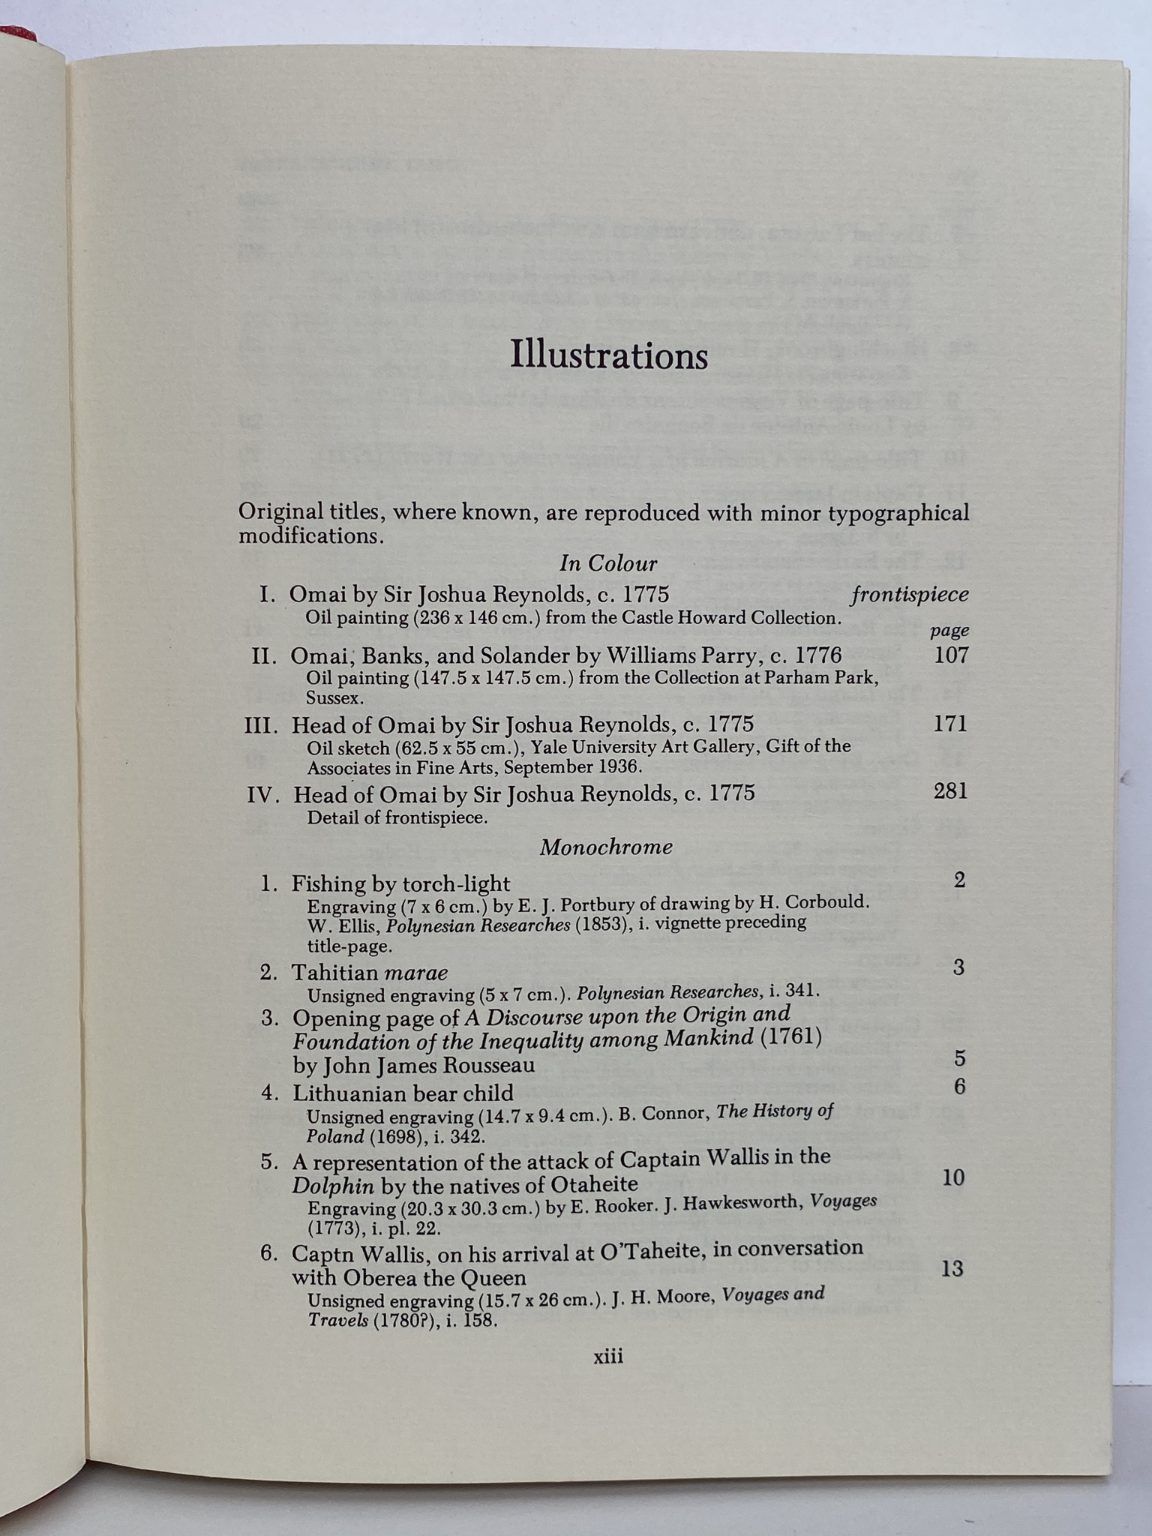 Illustrations
Original titles, where known, are reproduced with minor typographical
modifications.
In Colour
I. Omai by Sir Joshua Reynolds, c. 1775 frontispiece
Oil painting (236 x 146 cm.) from the Castle Howard Collection.
page
II. Omai, Banks, and Solander by Williams Parry, c. 1776 107
Oil painting (147.5 x 147.5 cm.) from the Collection at Parham Park,
Sussex.
III. Head of Omai by Sir Joshua Reynolds, c. 1775 171
Oil sketch (62.5 x 55 cm.), Yale University Art Gallery, Gift of the
Associates in Fine Arts, September 1936.
IV. Head of Omai by Sir Joshua Reynolds, c. 1775 281
Detail of frontispiece.
Monochrome
1. Fishing by torch-light 2
Engraving (7 x 6 cm.) by E. J. Portbury of drawing by H. Corbould.
W. Ellis, Polynesian Researches (1853), i. vignette preceding
title-page.
2. Tahitian marae 3
Unsigned engraving (5 x 7 cm.). Polynesian Researches, i. 341.
3. Opening page of A Discourse upon the Origin and
Foundation of the Inequality among Mankind (1761)
by John James Rousseau 5
4. Lithuanian bear child 6
Unsigned engraving (14.7 x 9.4 cm.). B. Connor, The History of
Poland (1698), i. 342.
5. A representation of the attack of Captain Wallis in the
Dolphin by the natives of Otaheite 10
Engraving (20.3 x 30.3 cm.) by E. Rooker. J. Hawkesworth, Voyages
(1773), i. pl. 22.
6. Captn Wallis, on his arrival at O'Taheite, in conversation
with Oberea the Queen 13
Unsigned engraving (15.7 x 26 cm.). J. H. Moore, Voyages and
Travels (1780?), i. 158.
xiii